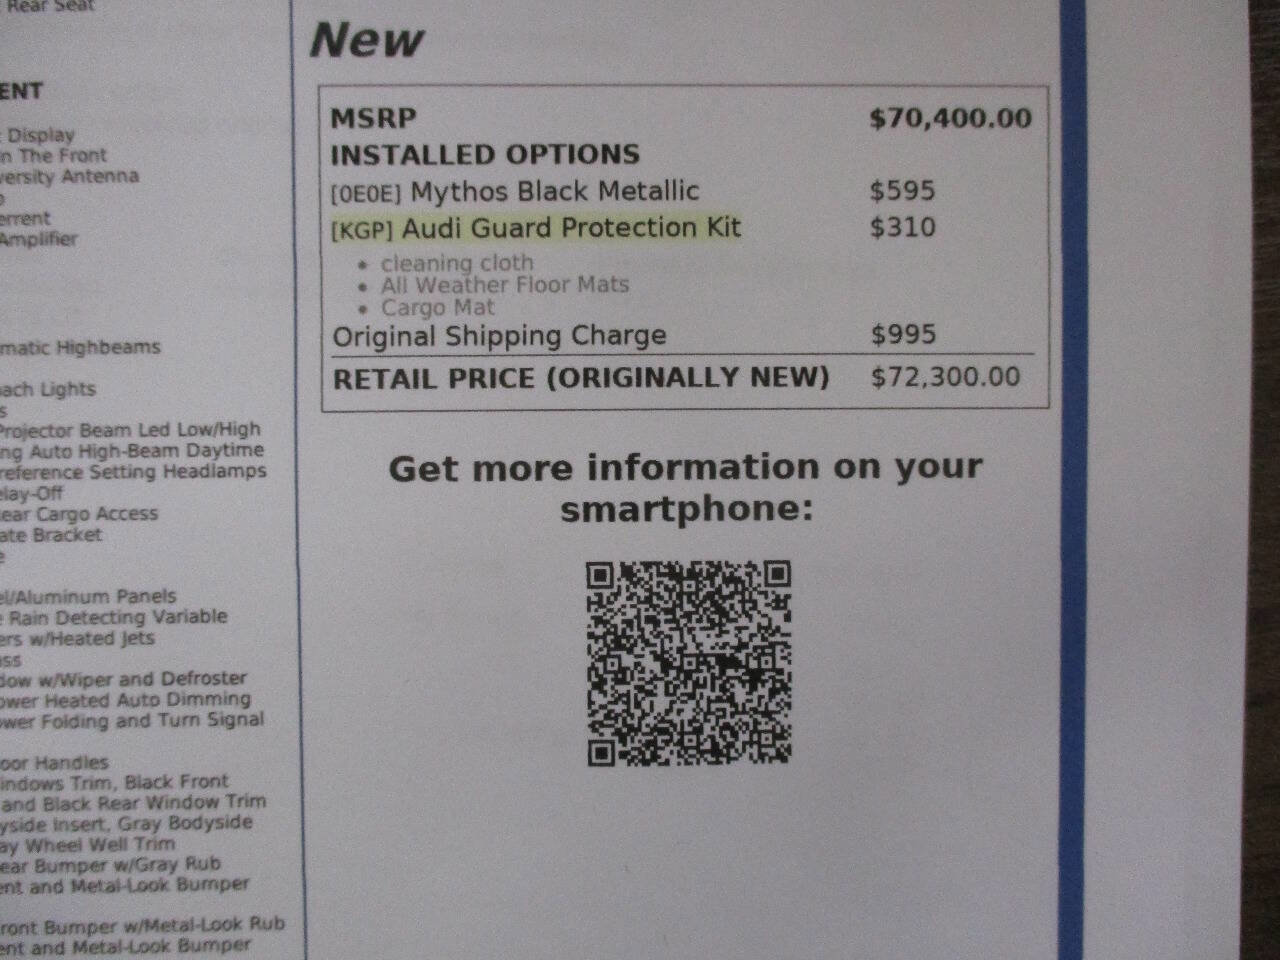 Rear Seat
ENT
Display
n The Front
versity Antenna
errent
Amplifier
matic Highbeams
ach Lights
s
Projector Beam Led Low/High
ng Auto High-Beam Daytime
reference Setting Headlamps
elay-Off
ear Cargo Access
ate Bracket
e
el/Aluminum Panels
e Rain Detecting Variable
ers w/Heated Jets
ss
dow w/Wiper and Defroster
ower Heated Auto Dimming
ower Folding and Turn Signal
oor Handles
indows Trim, Black Front
and Black Rear Window Trim
yside Insert, Gray Bodyside
ay Wheel Well Trim
ear Bumper w/Gray Rub
ent and Metal-Look Bumper
ront Bumper w/Metal-Look Rub
ent and Metal-Look Bumper
New
MSRP $70,400.00
INSTALLED OPTIONS
[0E0E] Mythos Black Metallic $595
[KGP] Audi Guard Protection Kit $310
• cleaning cloth
• All Weather Floor Mats
• Cargo Mat
Original Shipping Charge $995
RETAIL PRICE (ORIGINALLY NEW) $72,300.00
Get more information on your
smartphone: